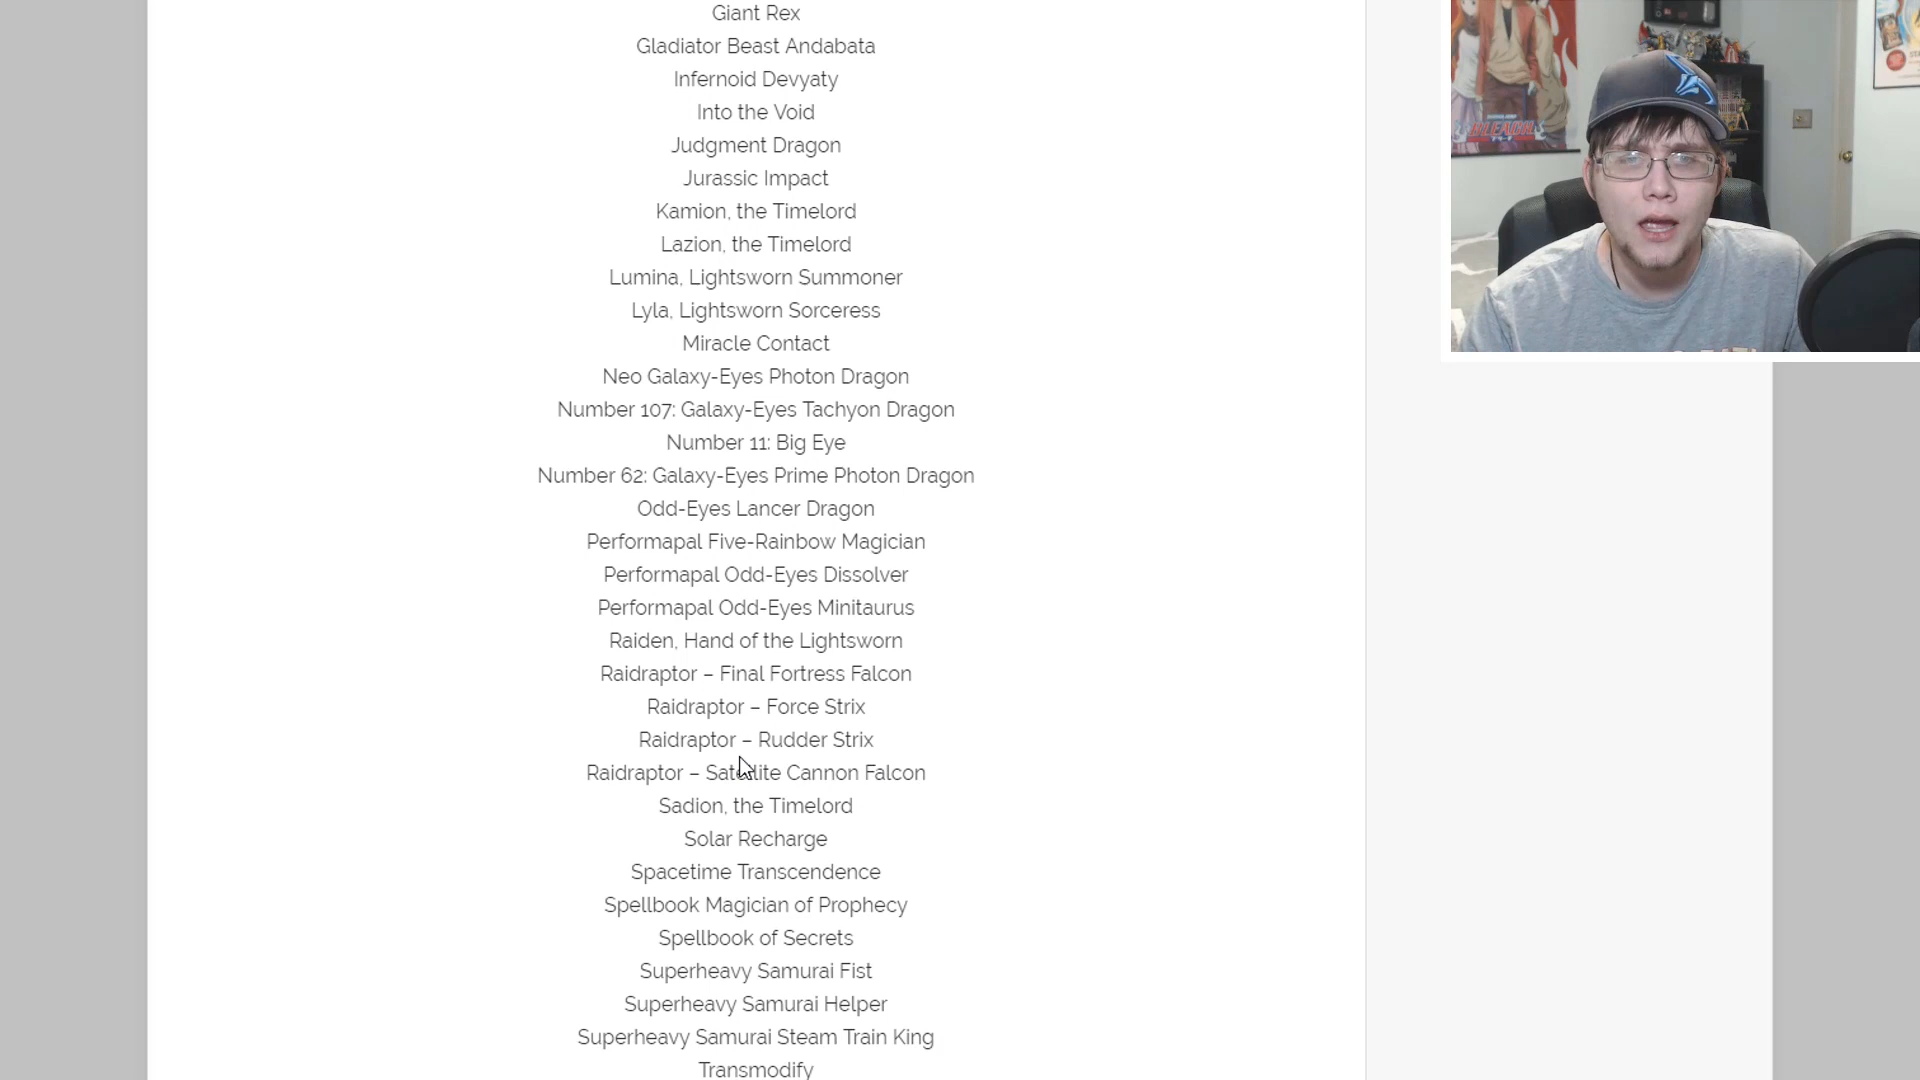 Giant Rex
Gladiator Beast Andabata
Infernoid Devyaty
Into the Void
Judgment Dragon
Jurassic Impact
Kamion, the Timelord
Lazion, the Timelord
Lumina, Lightsworn Summoner
Lyla, Lightsworn Sorceress
Miracle Contact
Neo Galaxy-Eyes Photon Dragon
Number 107: Galaxy-Eyes Tachyon Dragon
Number 11: Big Eye
Number 62: Galaxy-Eyes Prime Photon Dragon
Odd-Eyes Lancer Dragon
Performapal Five-Rainbow Magician
Performapal Odd-Eyes Dissolver
Performapal Odd-Eyes Minitaurus
Raiden, Hand of the Lightsworn
Raidraptor – Final Fortress Falcon
Raidraptor – Force Strix
Raidraptor – Rudder Strix
Raidraptor – Satellite Cannon Falcon
Sadion, the Timelord
Solar Recharge
Spacetime Transcendence
Spellbook Magician of Prophecy
Spellbook of Secrets
Superheavy Samurai Fist
Superheavy Samurai Helper
Superheavy Samurai Steam Train King
Transmodify
BLEACH